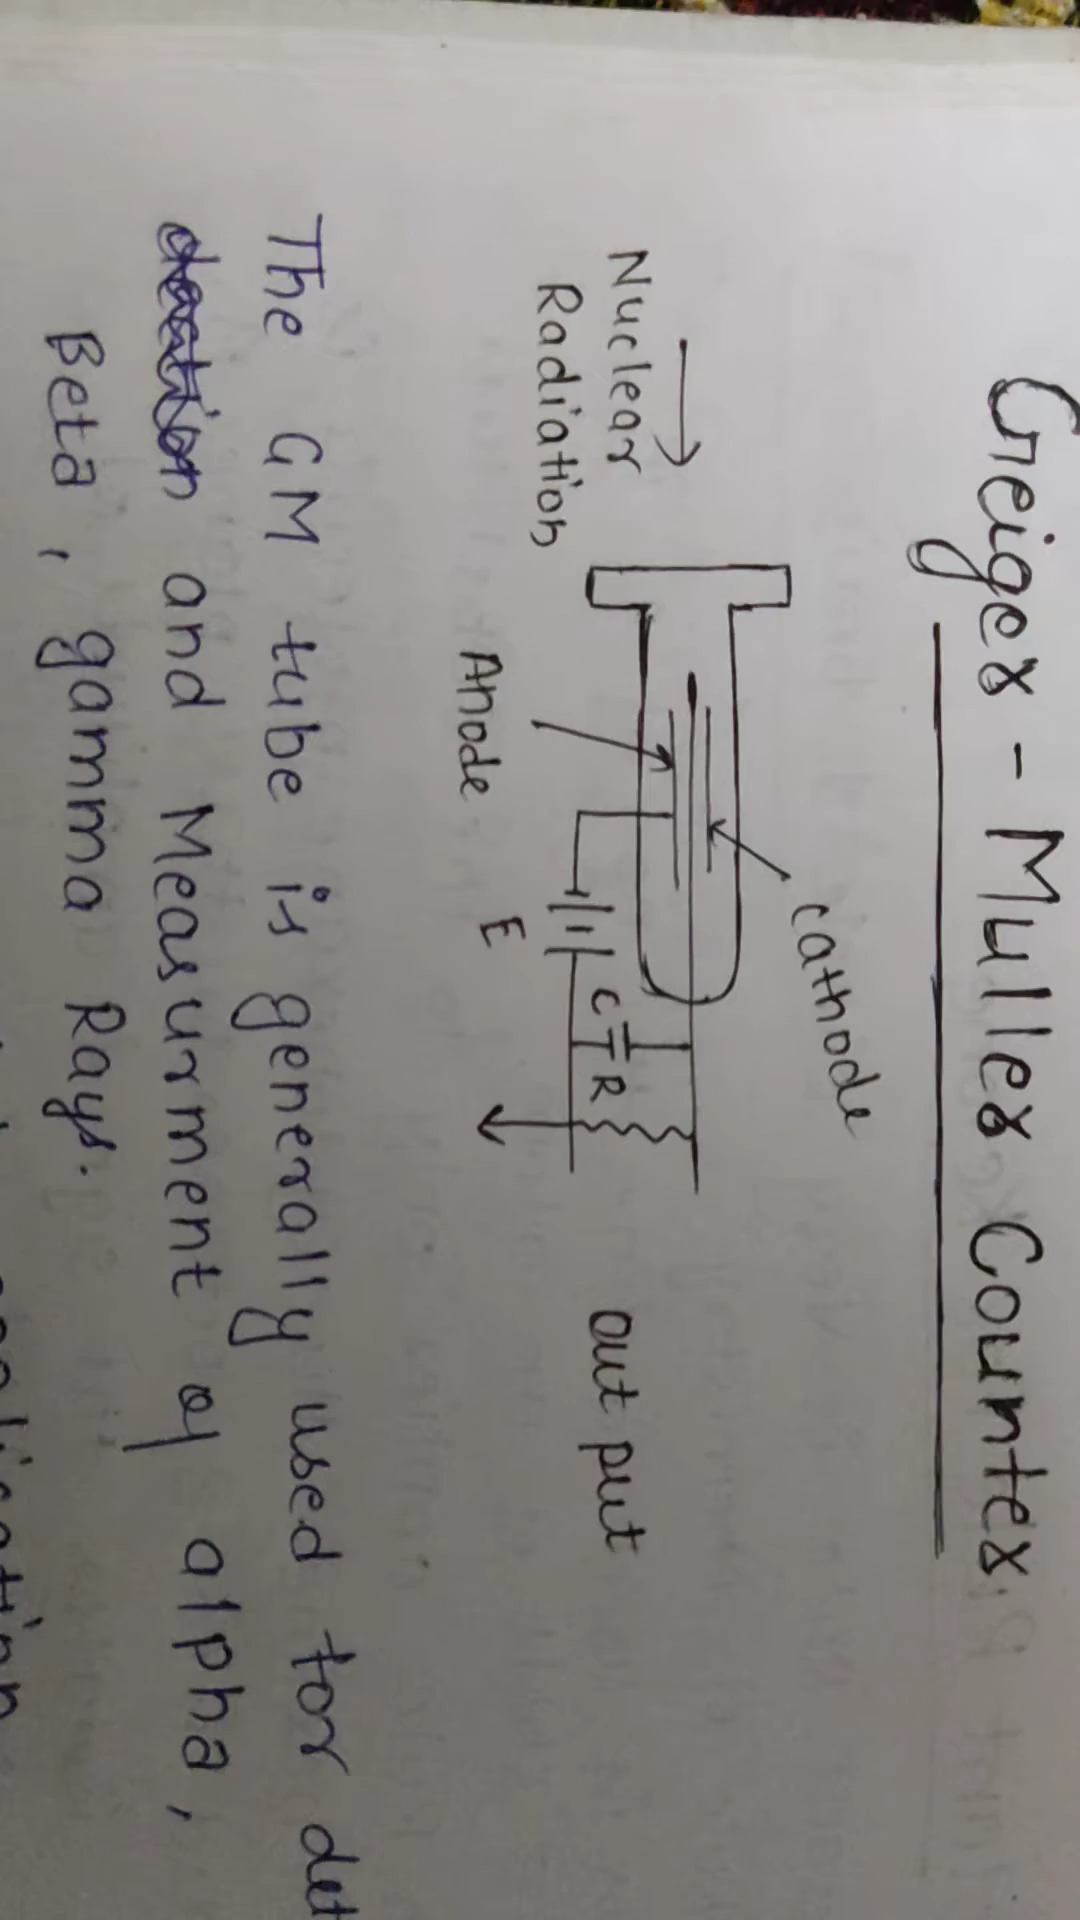 Geiger - Muller Counter
cathode
Nuclear
Radiation
C
R
E
Anode
out put
The GM tube is generally used for det
and Measurment of alpha,
Beta, gamma Rays.